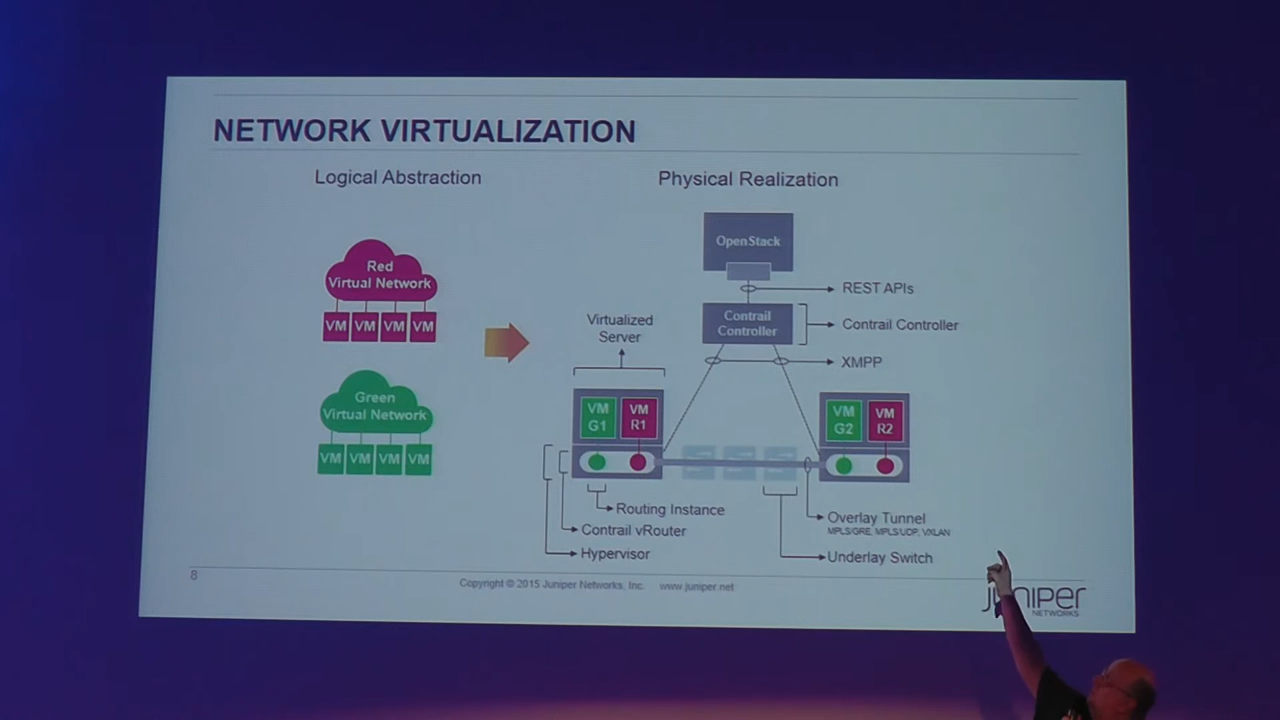 NETWORK VIRTUALIZATION
Logical Abstraction
Physical Realization
Red
Virtual Network
VM VM VM VM
Green
Virtual Network
VM VM VM VM
OpenStack
REST APIs
Contrail
Controller
Contrail Controller
XMPP
Virtualized
Server
VM
G1
VM
R1
VM
G2
VM
R2
Routing Instance
Contrail vRouter
Hypervisor
Overlay Tunnel
MPLS/GRE, MPLS/UDP, VXLAN
Underlay Switch
8
Copyright © 2015 Juniper Networks, Inc. www.juniper.net
JUNIPER
NETWORKS